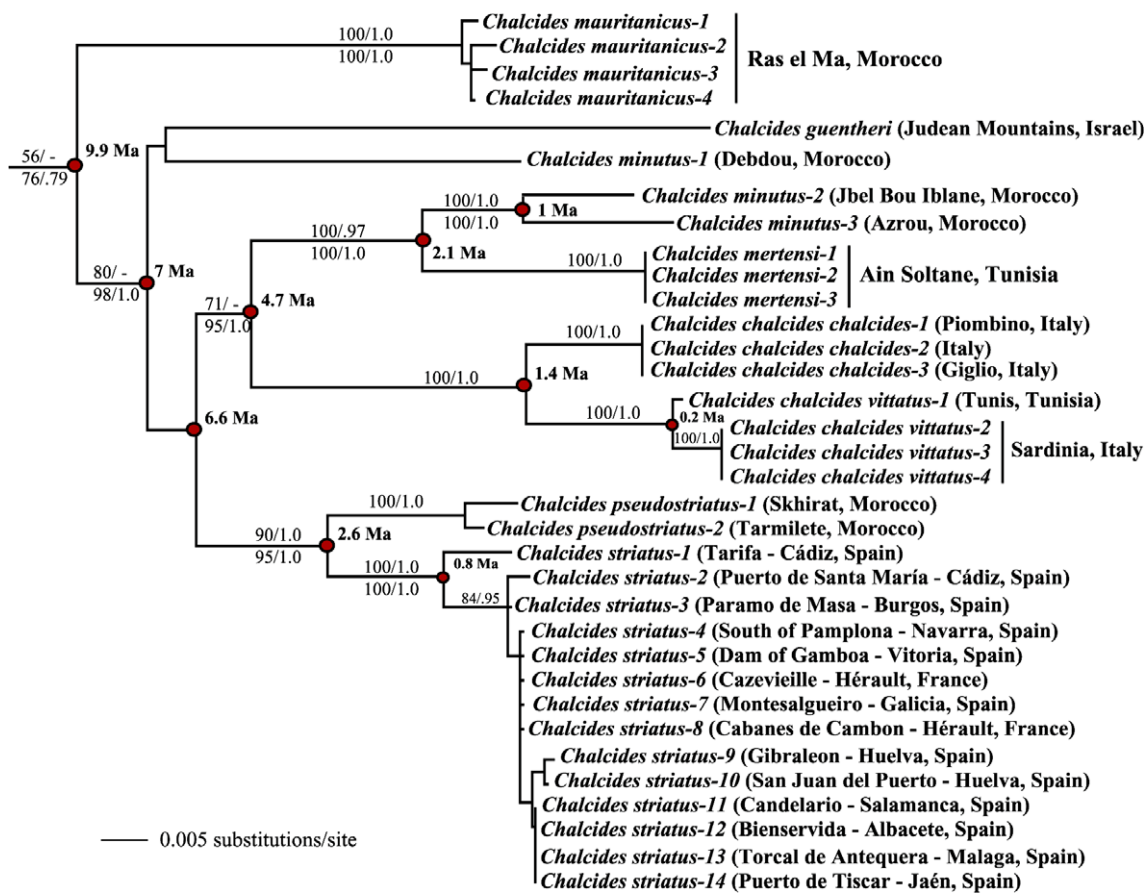 Chalcides mauritanicus-1
100/1.0
Chalcides mauritanicus-2
100/1.0
Ras el Ma, Morocco
Chalcides mauritanicus-3
Chalcides mauritanicus-4
Chalcides guentheri (Judean Mountains, Israel)
9.9 Ma
56/ -
76/.79
Chalcides minutus-1 (Debdou, Morocco)
100/1.0
Chalcides minutus-2 (Jbel Bou Iblane, Morocco)
1 Ma
100/1.0
Chalcides minutus-3 (Azrou, Morocco)
100/.97
100/1.0
2.1 Ma
Chalcides mertensi-1
100/1.0
Chalcides mertensi-2
Ain Soltane, Tunisia
Chalcides mertensi-3
80/ -
98/1.0
7 Ma
71/ -
95/1.0
4.7 Ma
Chalcides chalcides chalcides-1 (Piombino, Italy)
Chalcides chalcides chalcides-2 (Italy)
Chalcides chalcides chalcides-3 (Giglio, Italy)
100/1.0
1.4 Ma
Chalcides chalcides vittatus-1 (Tunis, Tunisia)
100/1.0
0.2 Ma
Chalcides chalcides vittatus-2
100/1.0
Chalcides chalcides vittatus-3
Sardinia, Italy
Chalcides chalcides vittatus-4
6.6 Ma
100/1.0
Chalcides pseudostriatus-1 (Skhirat, Morocco)
Chalcides pseudostriatus-2 (Tarmilete, Morocco)
90/1.0
95/1.0
2.6 Ma
Chalcides striatus-1 (Tarifa - Cádiz, Spain)
100/1.0
100/1.0
0.8 Ma
Chalcides striatus-2 (Puerto de Santa María - Cádiz, Spain)
84/.95
Chalcides striatus-3 (Paramo de Masa - Burgos, Spain)
Chalcides striatus-4 (South of Pamplona - Navarra, Spain)
Chalcides striatus-5 (Dam of Gamboa - Vitoria, Spain)
Chalcides striatus-6 (Cazevieille - Hérault, France)
Chalcides striatus-7 (Montesalgueiro - Galicia, Spain)
Chalcides striatus-8 (Cabanes de Cambon - Hérault, France)
Chalcides striatus-9 (Gibraleon - Huelva, Spain)
Chalcides striatus-10 (San Juan del Puerto - Huelva, Spain)
Chalcides striatus-11 (Candelario - Salamanca, Spain)
Chalcides striatus-12 (Bienservida - Albacete, Spain)
Chalcides striatus-13 (Torcal de Antequera - Malaga, Spain)
Chalcides striatus-14 (Puerto de Tiscar - Jaén, Spain)
0.005 substitutions/site